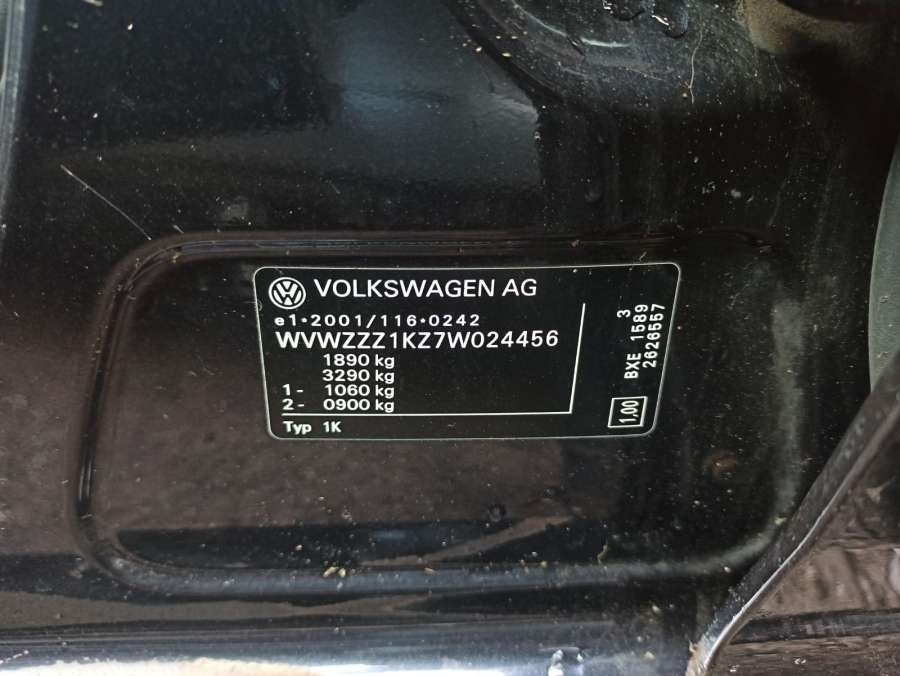 VOLKSWAGEN AG
e1•2001/116•0242
WVWZZZ1KZ7W024456
1890 kg
3290 kg
1- 1060 kg
2- 0900 kg
Typ 1K
3
BXE 1589
2626557
1,00